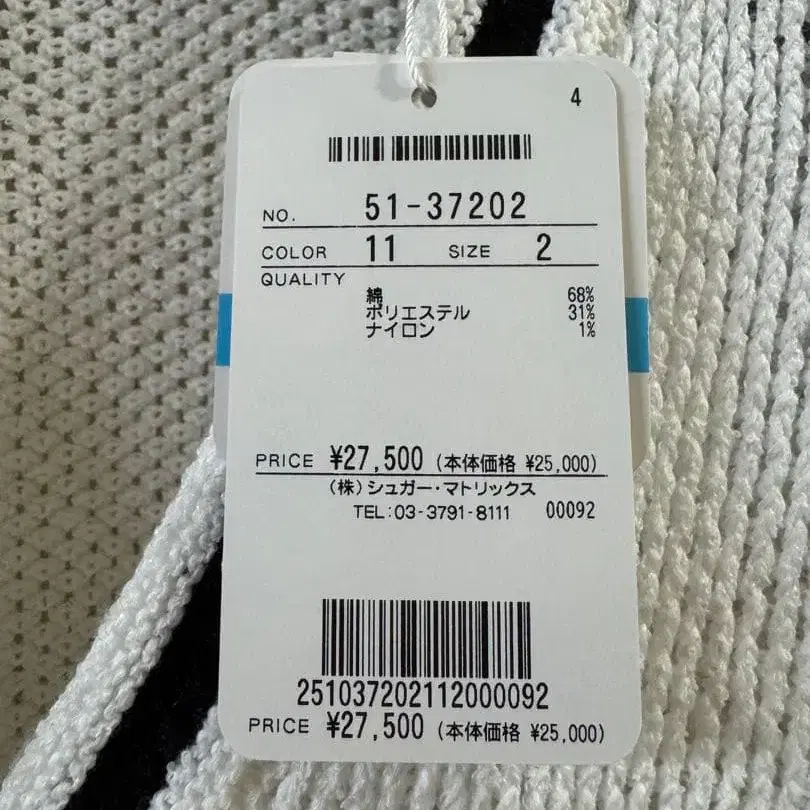 4
NO. 51-37202
COLOR 11 SIZE 2
QUALITY
綿 68%
ポリエステル 31%
ナイロン 1%
PRICE ¥27,500 (本体価格 ¥25,000)
(株)シュガー・マトリックス
TEL:03-3791-8111 00092
251037202112000092
PRICE ¥27,500 (本体価格 ¥25,000)